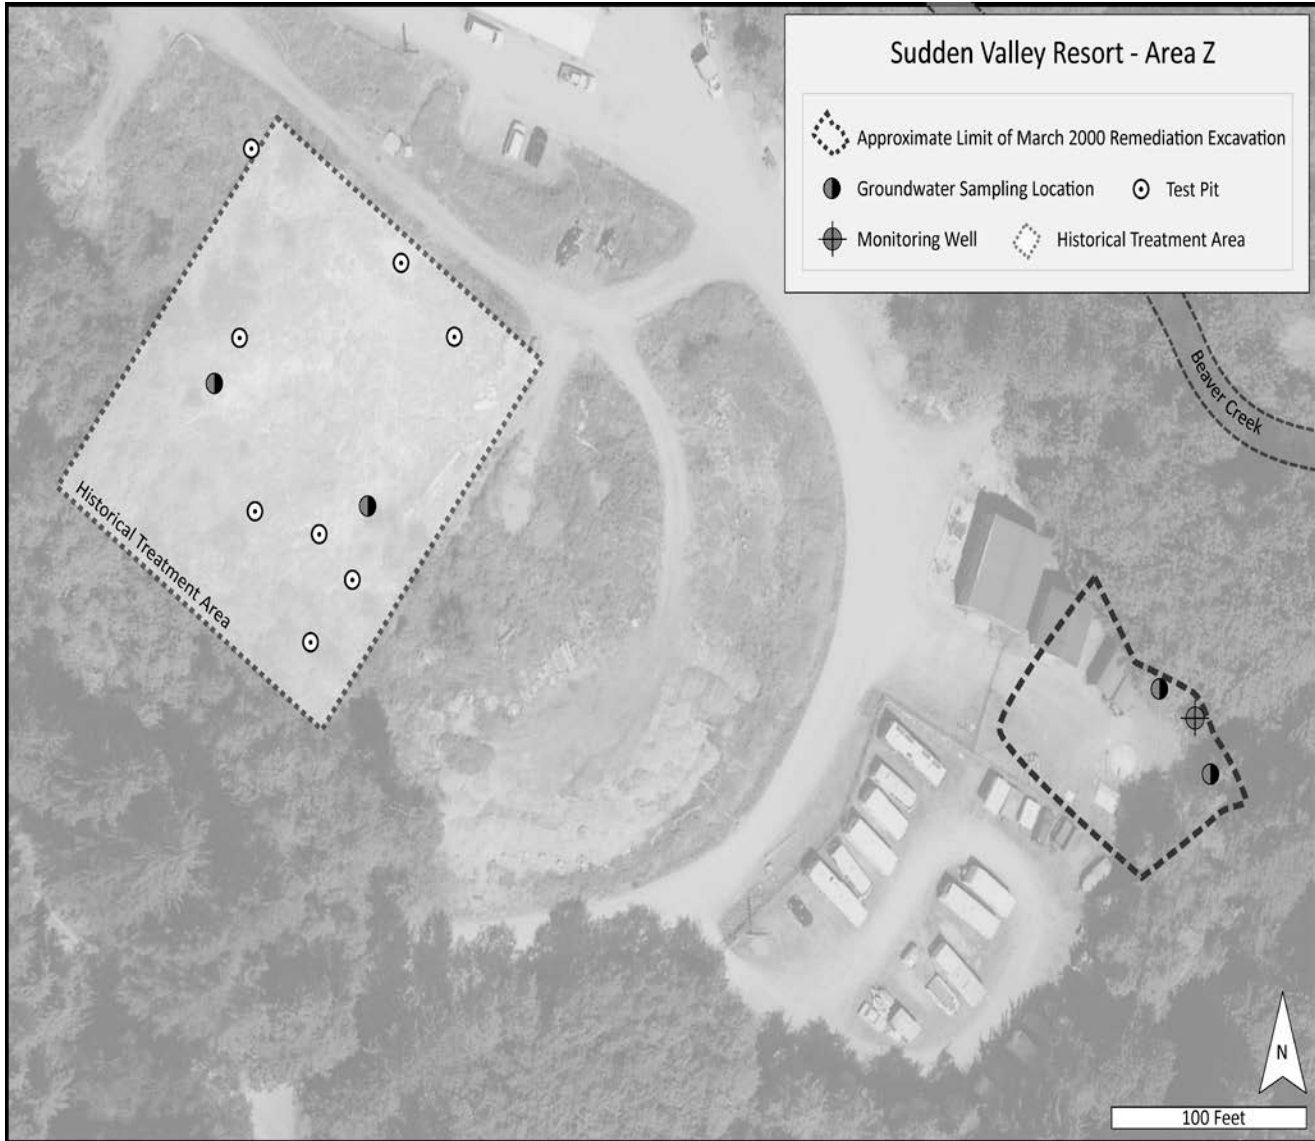 Sudden Valley Resort - Area Z
Approximate Limit of March 2000 Remediation Excavation
Groundwater Sampling Location
Test Pit
Monitoring Well
Historical Treatment Area
Beaver Creek
Historical Treatment Area
N
100 Feet